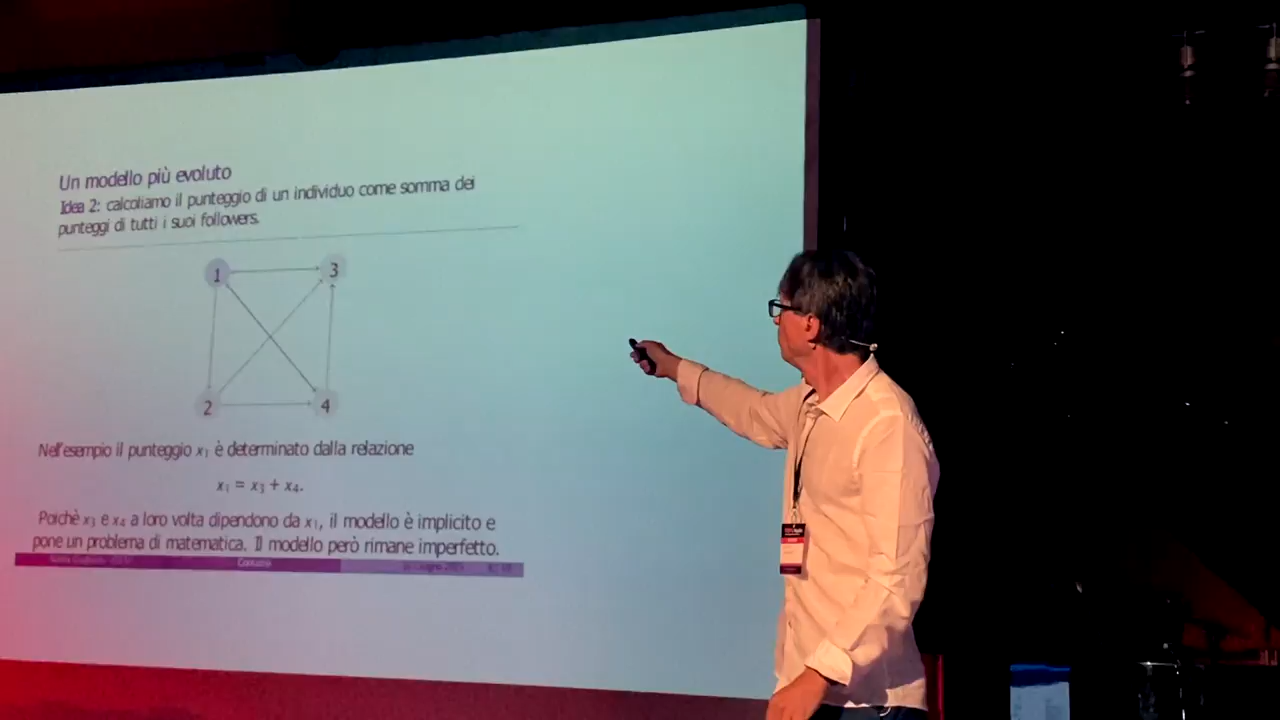 Un modello più evoluto
Idea 2: calcoliamo il punteggio di un individuo come somma dei
punteggi di tutti i suoi followers.
1
3
2
4
Nell'esempio il punteggio x₁ è determinato dalla relazione
x₁ = x₃ + x₄.
Poichè x₃ e x₄ a loro volta dipendono da x₁, il modello è implicito e
pone un problema di matematica. Il modello però rimane imperfetto.